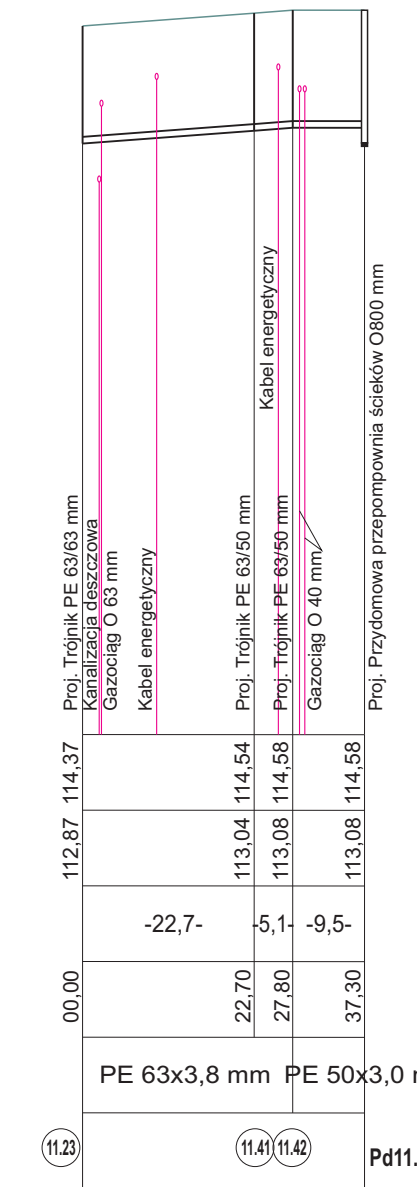 Proj. Trójnik PE 63/63 mm
Kanalizacja deszczowa
Gazociąg O 63 mm
Kabel energetyczny
Proj. Trójnik PE 63/50 mm
Kabel energetyczny
Proj. Trójnik PE 63/50 mm
Gazociąg O 40 mm
Proj. Przydomowa przepompownia ścieków O800 mm
114,37 114,54 114,58 114,58
112,87 113,04 113,08 113,08
-22,7- -5,1- -9,5-
00,00 22,70 27,80 37,30
PE 63x3,8 mm PE 50x3,0
11.23 11.41 11.42 Pd11.